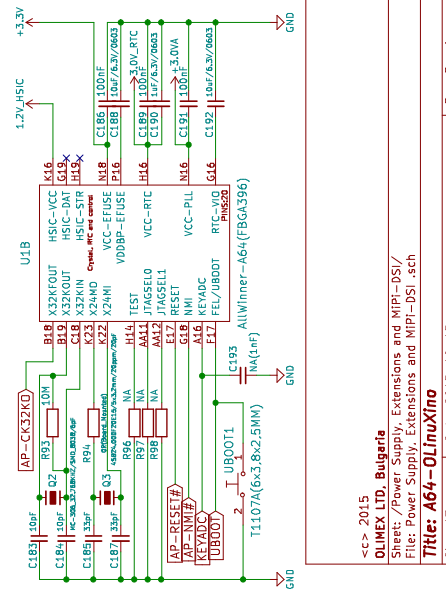 +3.3V
1.2V_HSIC
3.0V_RTC
+3.0VA
GND
C186 100nF
C188 10uF/6.3V/0603
C189 100nF
C190 1uF/6.3V/0603
C191 100nF
C192 10uF/6.3V/0603
K16
G19
H19
N18
P16
H16
N16
G16
U1B
HSIC-VCC
HSIC-DAT
HSIC-STR
Crystal, RTC and control
VCC-EFUSE
VDDBP-EFUSE
VCC-RTC
VCC-PLL
RTC-VIO
PINS:20
X32KFOUT
X32KOUT
X32KIN
X24MO
X24MI
TEST
JTAGSEL0
JTAGSEL1
RESET
NMI
KEYADC
FEL/UBOOT
AllWinner-A64(FBGA396)
B18
B19
C18
K23
K22
H14
AA11
AA12
E17
G18
A16
F17
AP-CK32KO
R93 10M
R94
R96 NA
R97 NA
R98 NA
C193 NA(1nF)
GND
Q2
Q3
C183 10pF
C184 10pF
C185 33pF
C187 33pF
AP-RESET#
AP-NMI#
KEYADC
UBOOT
UBOOT1
T1107A(6x3,8x2.5MM)
1
2
GND
<c> 2015
OLIMEX LTD, Bulgaria
Sheet: /Power Supply, Extensions and MiPi-DSI/
File: Power Supply, Extensions and MiPi-DSI .sch
Title: A64-OLinuXino